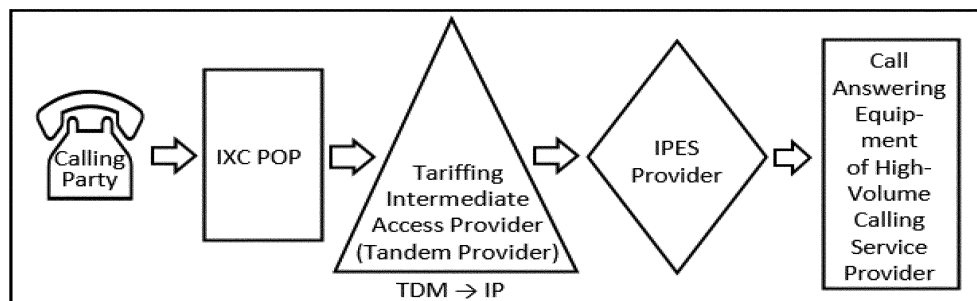 Calling
Party
IXC POP
Tariffing
Intermediate
Access Provider
(Tandem Provider)
TDM → IP
IPES
Provider
Call
Answering
Equip-
ment
of High-
Volume
Calling
Service
Provider